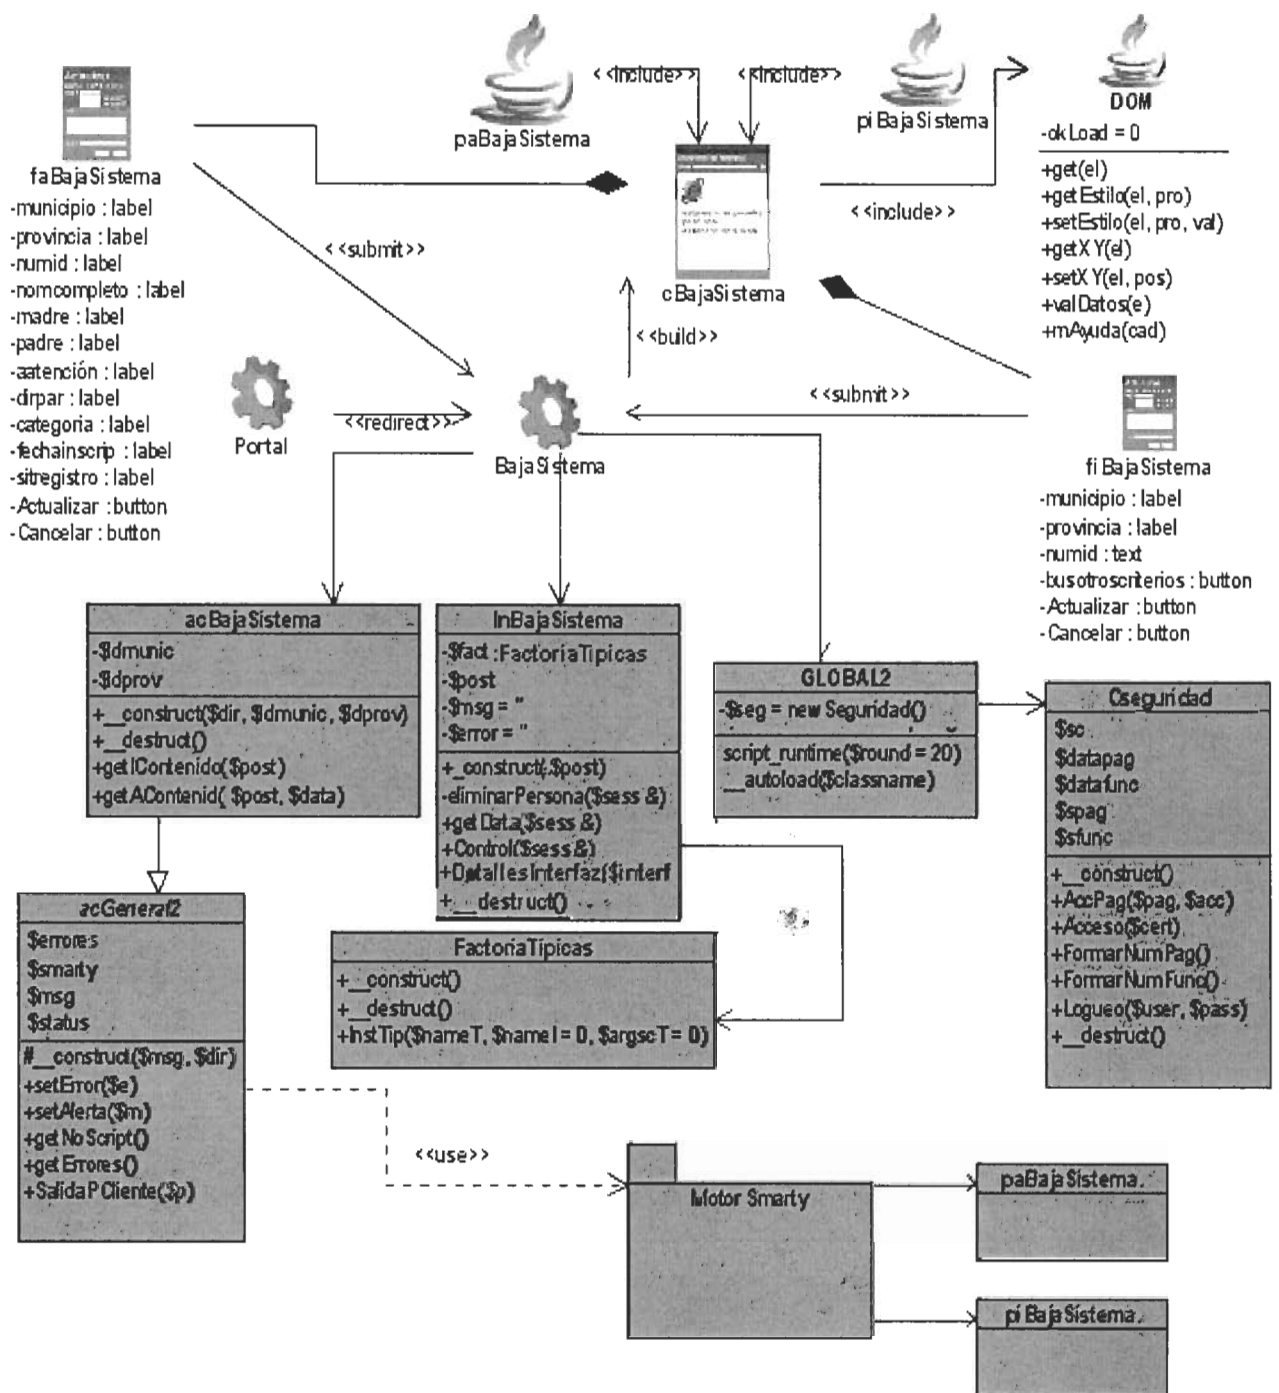 paBajaSistema
<<include>>
<<include>>
piBajaSistema
DOM
-okLoad = 0
+get(el)
+getEstilo(el, pro)
+setEstilo(el, pro, val)
+getXY(el)
+setXY(el, pos)
+valDatos(e)
+mAyuda(cad)
faBajaSistema
-municipio : label
-provincia : label
-numid : label
-nomcompleto : label
-madre : label
-padre : label
-aatención : label
-dirpar : label
-categoria : label
-fechainscrip : label
-sitregistro : label
-Actualizar : button
-Cancelar : button
<<submit>>
cBajaSistema
<<include>>
<<build>>
<<submit>>
Portal
<<redirect>>
BajaSistema
fiBajaSistema
-municipio : label
-provincia : label
-numid : text
-busotroscriterios : button
-Actualizar : button
-Cancelar : button
acBajaSistema
-$idmunic
-$idprov
+__construct($dir, $idmunic, $idprov)
+__destruct()
+getIContenido($post)
+getAContenid( $post, $data)
InBajaSistema
-$fact :FactoriaTipicas
-$post
-$msg = ''
-$error = ''
+_construct(,$post)
-eliminarPersona($sess &)
+getData($sess &)
+Control($sess &)
+DatallesInterfaz($interf
+__destruct()
GLOBAL2
-$seg = new Seguridad()
script_runtime($round = 20)
__autoload($classname)
Cseguridad
$sc
$datapag
$datafunc
$spag
$sfunc
+__construct()
+AccPag($pag, $acc)
+Acceso($cert)
+FormarNumPag()
+FormarNumFunc()
+Logueo($user, $pass)
+__destruct()
acGeneral2
$errores
$smarty
$msg
$status
#__construct($msg, $dir)
+setError($e)
+setAlerta($m)
+getNoScript()
+getErrores()
+SalidaPCliente($p)
FactoriaTípicas
+__construct()
+__destruct()
+InstTip($nameT, $nameI = 0, $argscT = 0)
<<use>>
Motor Smarty
paBajaSistema.
piBajaSistema.